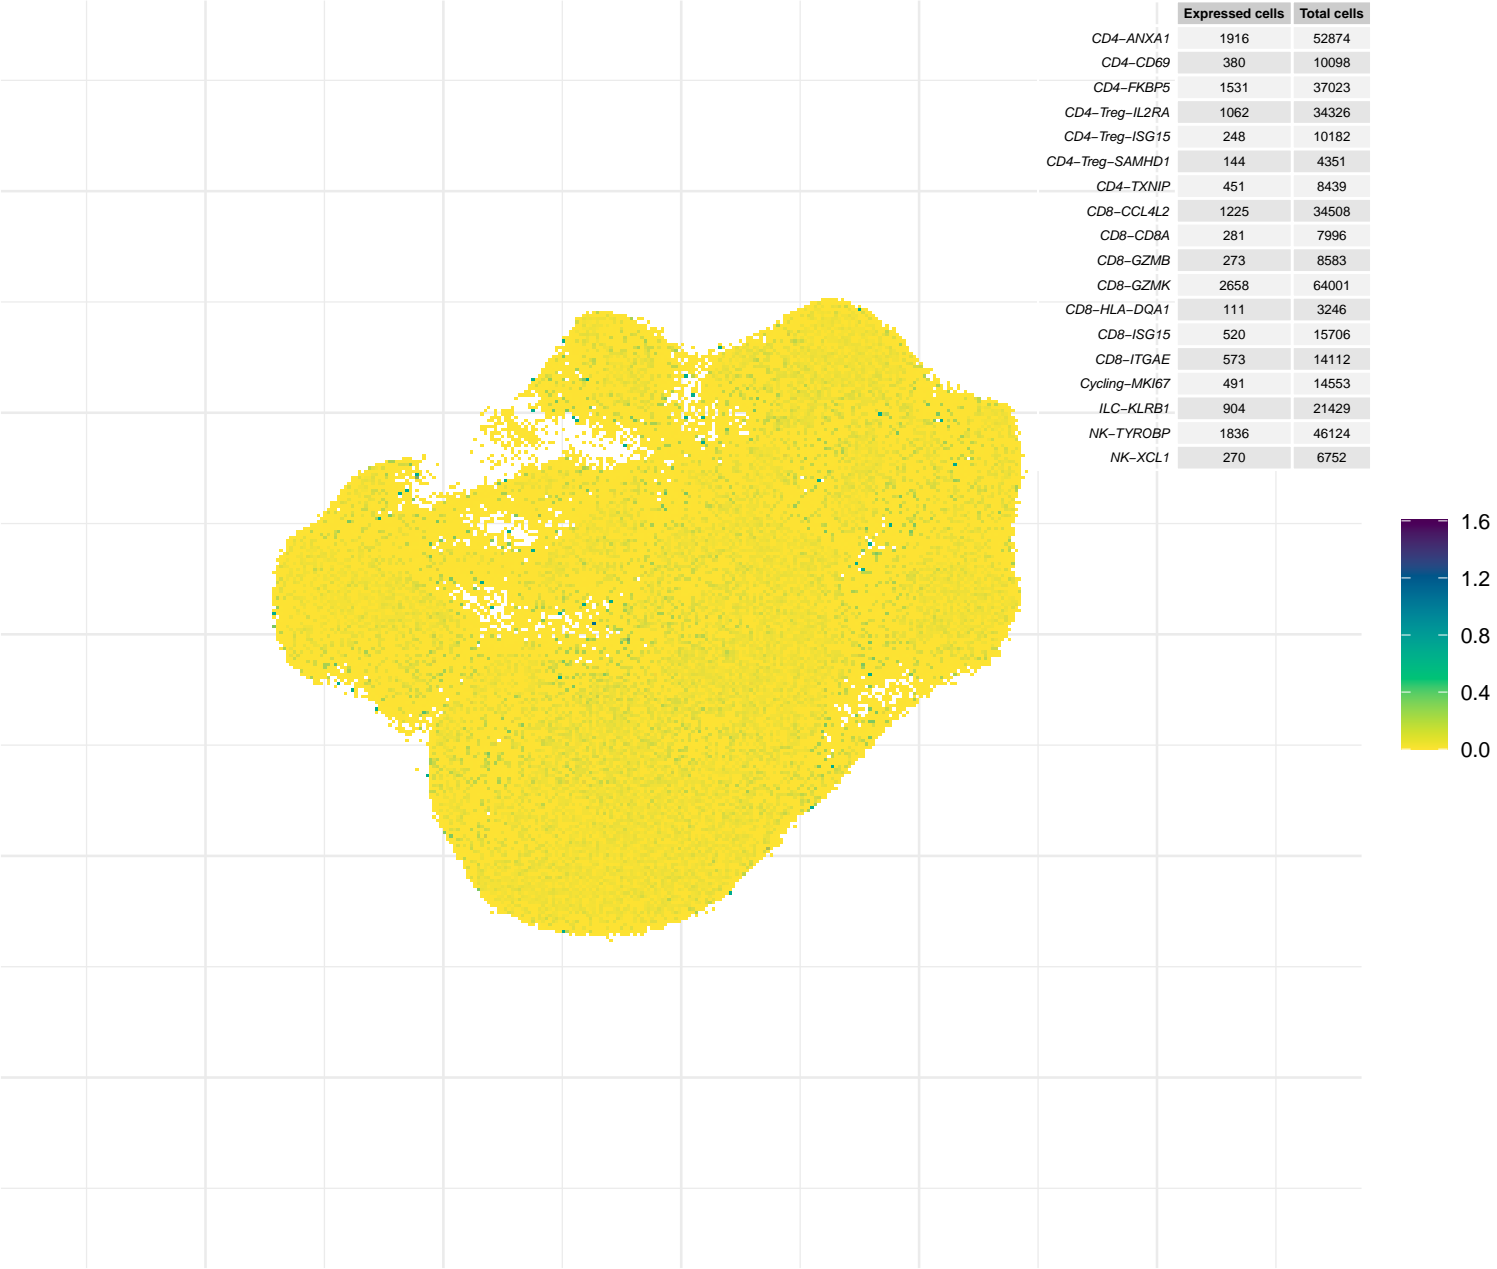 Expressed cells Total cells
CD4−ANXA1 1916 52874
CD4−CD69 380 10098
CD4−FKBP5 1531 37023
CD4−Treg−IL2RA 1062 34326
CD4−Treg−ISG15 248 10182
CD4−Treg−SAMHD1 144 4351
CD4−TXNIP 451 8439
CD8−CCL4L2 1225 34508
CD8−CD8A 281 7996
CD8−GZMB 273 8583
CD8−GZMK 2658 64001
CD8−HLA−DQA1 111 3246
CD8−ISG15 520 15706
CD8−ITGAE 573 14112
Cycling−MKI67 491 14553
ILC−KLRB1 904 21429
NK−TYROBP 1836 46124
NK−XCL1 270 6752
1.6
1.2
0.8
0.4
0.0